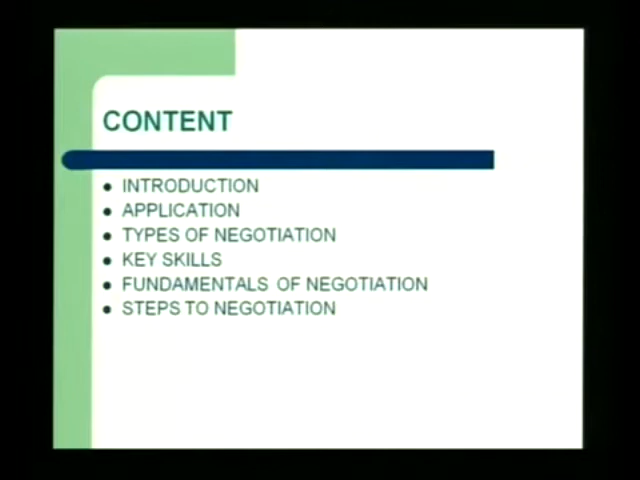 CONTENT
INTRODUCTION
APPLICATION
TYPES OF NEGOTIATION
KEY SKILLS
FUNDAMENTALS OF NEGOTIATION
STEPS TO NEGOTIATION